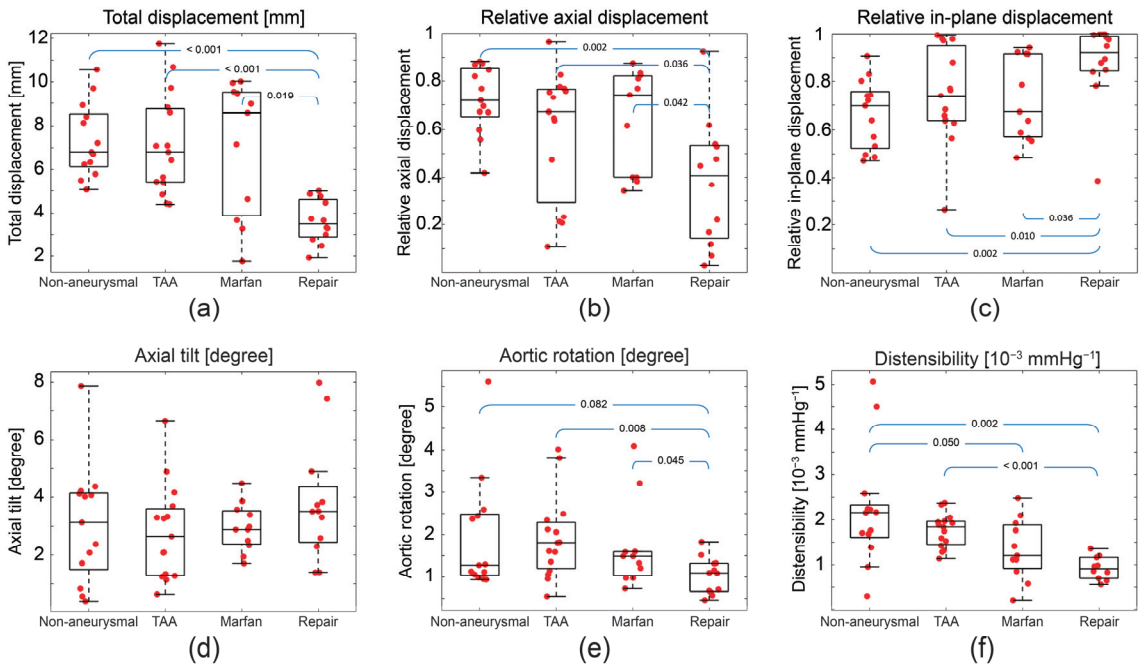 Total displacement [mm]
Total displacement [mm]
12
10
8
6
4
2
< 0.001
< 0.001
0.019
Non-aneurysmal TAA Marfan Repair
(a)
Relative axial displacement
Relative axial displacement
1
0.8
0.6
0.4
0.2
0.002
0.036
0.042
Non-aneurysmal TAA Marfan Repair
(b)
Relative in-plane displacement
Relative in-plane displacement
1
0.8
0.6
0.4
0.2
0
0.036
0.010
0.002
Non-aneurysmal TAA Marfan Repair
(c)
Axial tilt [degree]
Axial tilt [degree]
8
6
4
2
Non-aneurysmal TAA Marfan Repair
(d)
Aortic rotation [degree]
Aortic rotation [degree]
5
4
3
2
1
0.082
0.008
0.045
Non-aneurysmal TAA Marfan Repair
(e)
Distensibility [10⁻³ mmHg⁻¹]
Distensibility [10⁻³ mmHg⁻¹]
5
4
3
2
1
0
0.002
0.050
< 0.001
Non-aneurysmal TAA Marfan Repair
(f)